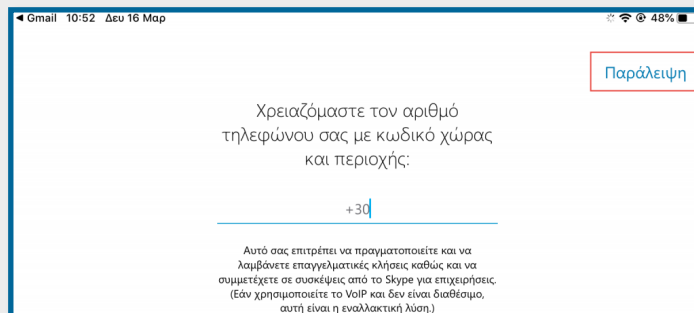 ◀ Gmail 10:52 Δευ 16 Μαρ 48%
Παράλειψη
Χρειαζόμαστε τον αριθμό
τηλεφώνου σας με κωδικό χώρας
και περιοχής:
+30
Αυτό σας επιτρέπει να πραγματοποιείτε και να
λαμβάνετε επαγγελματικές κλήσεις καθώς και να
συμμετέχετε σε συσκέψεις από το Skype για επιχειρήσεις.
(Εάν χρησιμοποιείτε το VoIP και δεν είναι διαθέσιμο,
αυτή είναι η εναλλακτική λύση.)